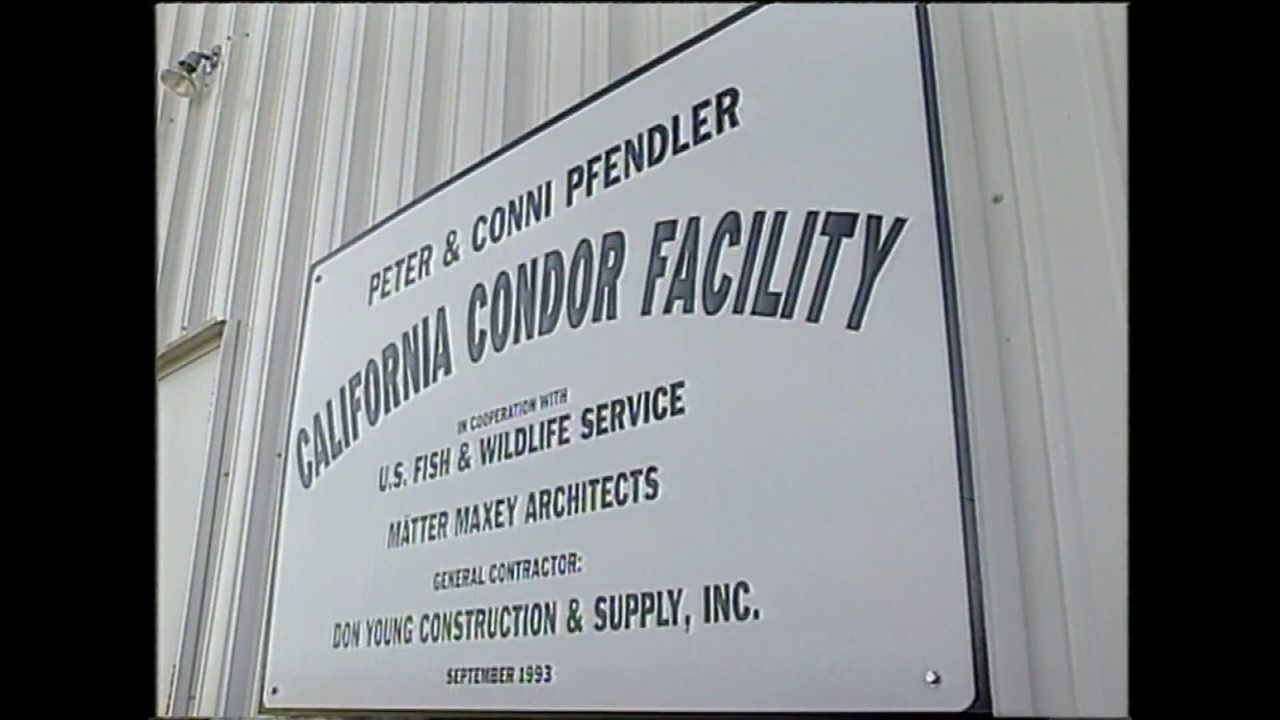 PETER & CONNI PFENDLER
CALIFORNIA CONDOR FACILITY
IN COOPERATION WITH
U.S. FISH & WILDLIFE SERVICE
MÄTTER MAXEY ARCHITECTS
GENERAL CONTRACTOR:
DON YOUNG CONSTRUCTION & SUPPLY, INC.
SEPTEMBER 1993